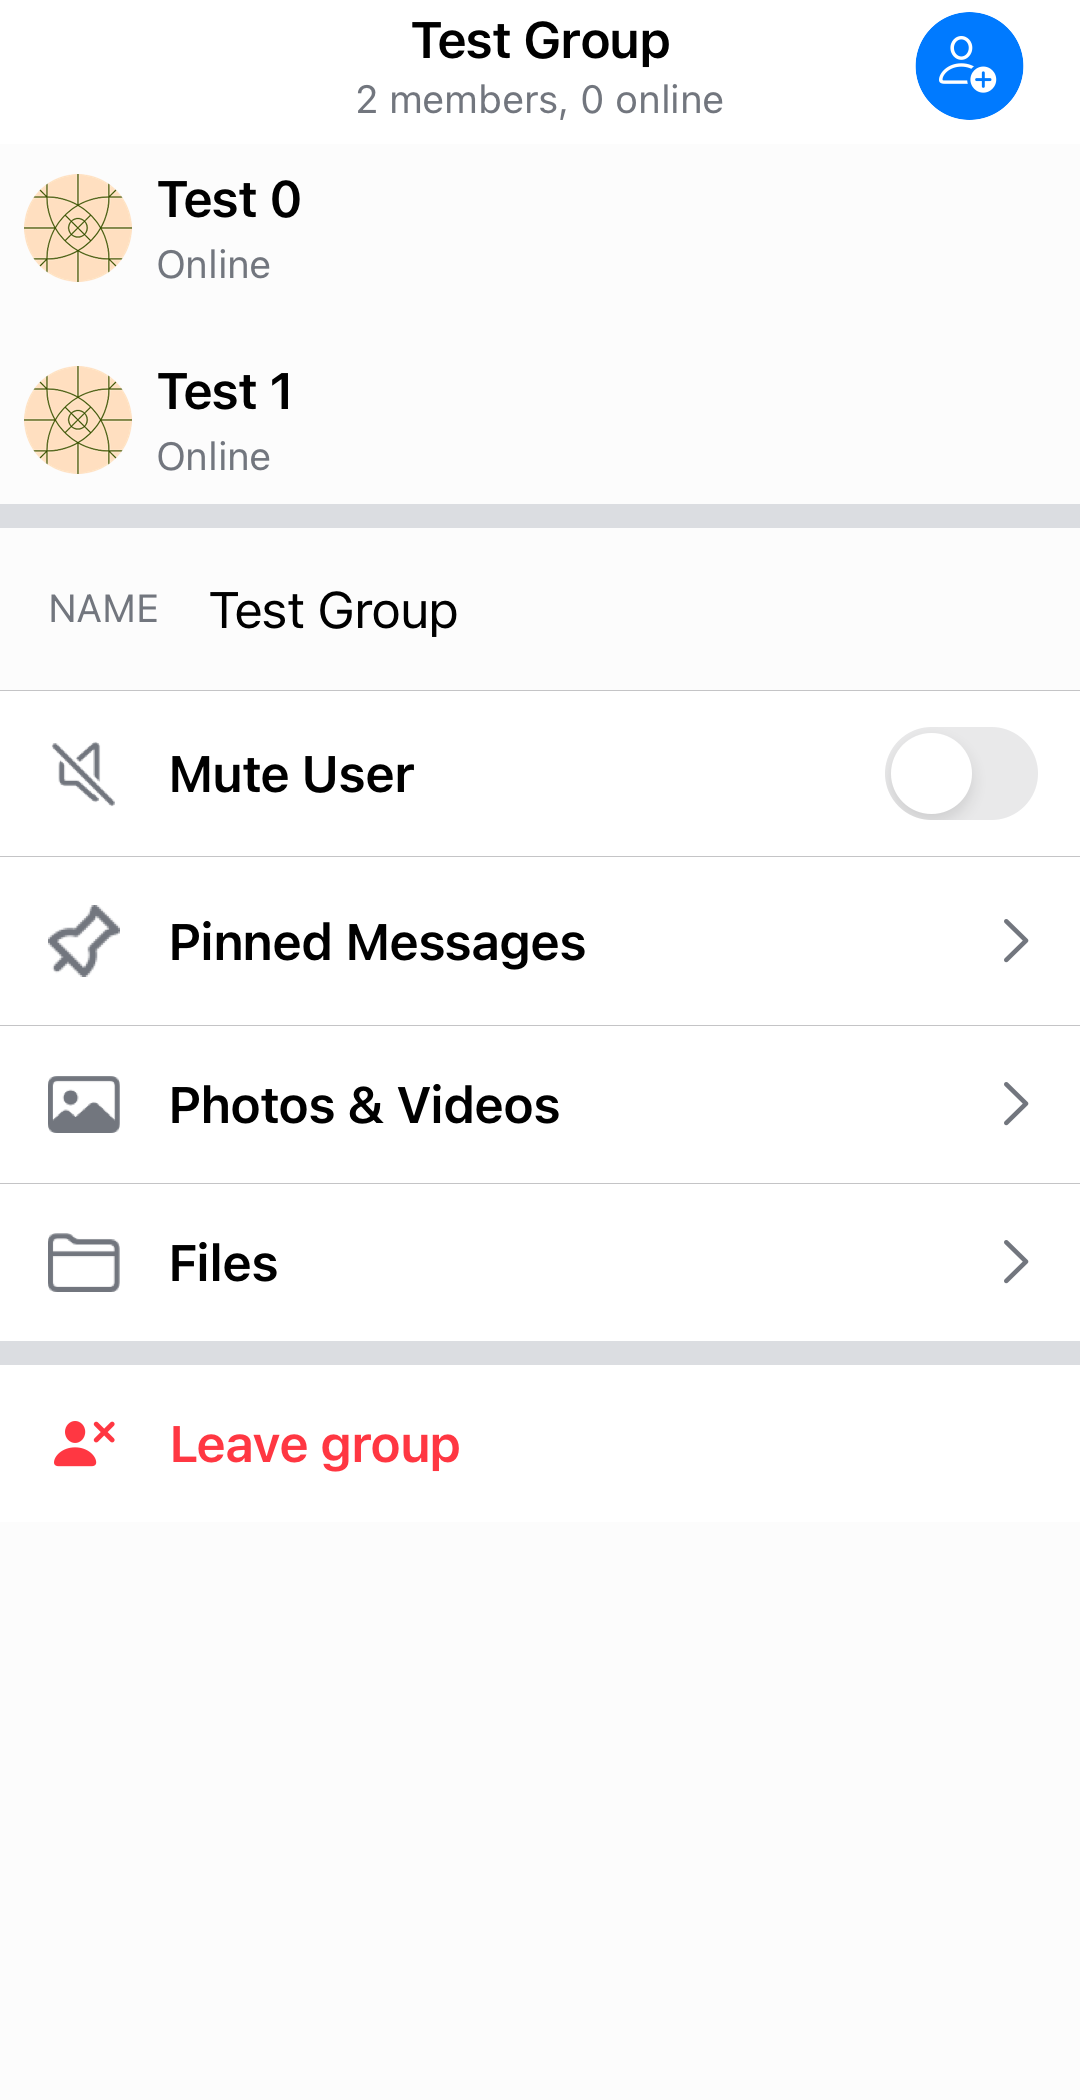 Test Group
2 members, 0 online
Test 0
Online
Test 1
Online
NAME Test Group
Mute User
Pinned Messages
Photos & Videos
Files
Leave group